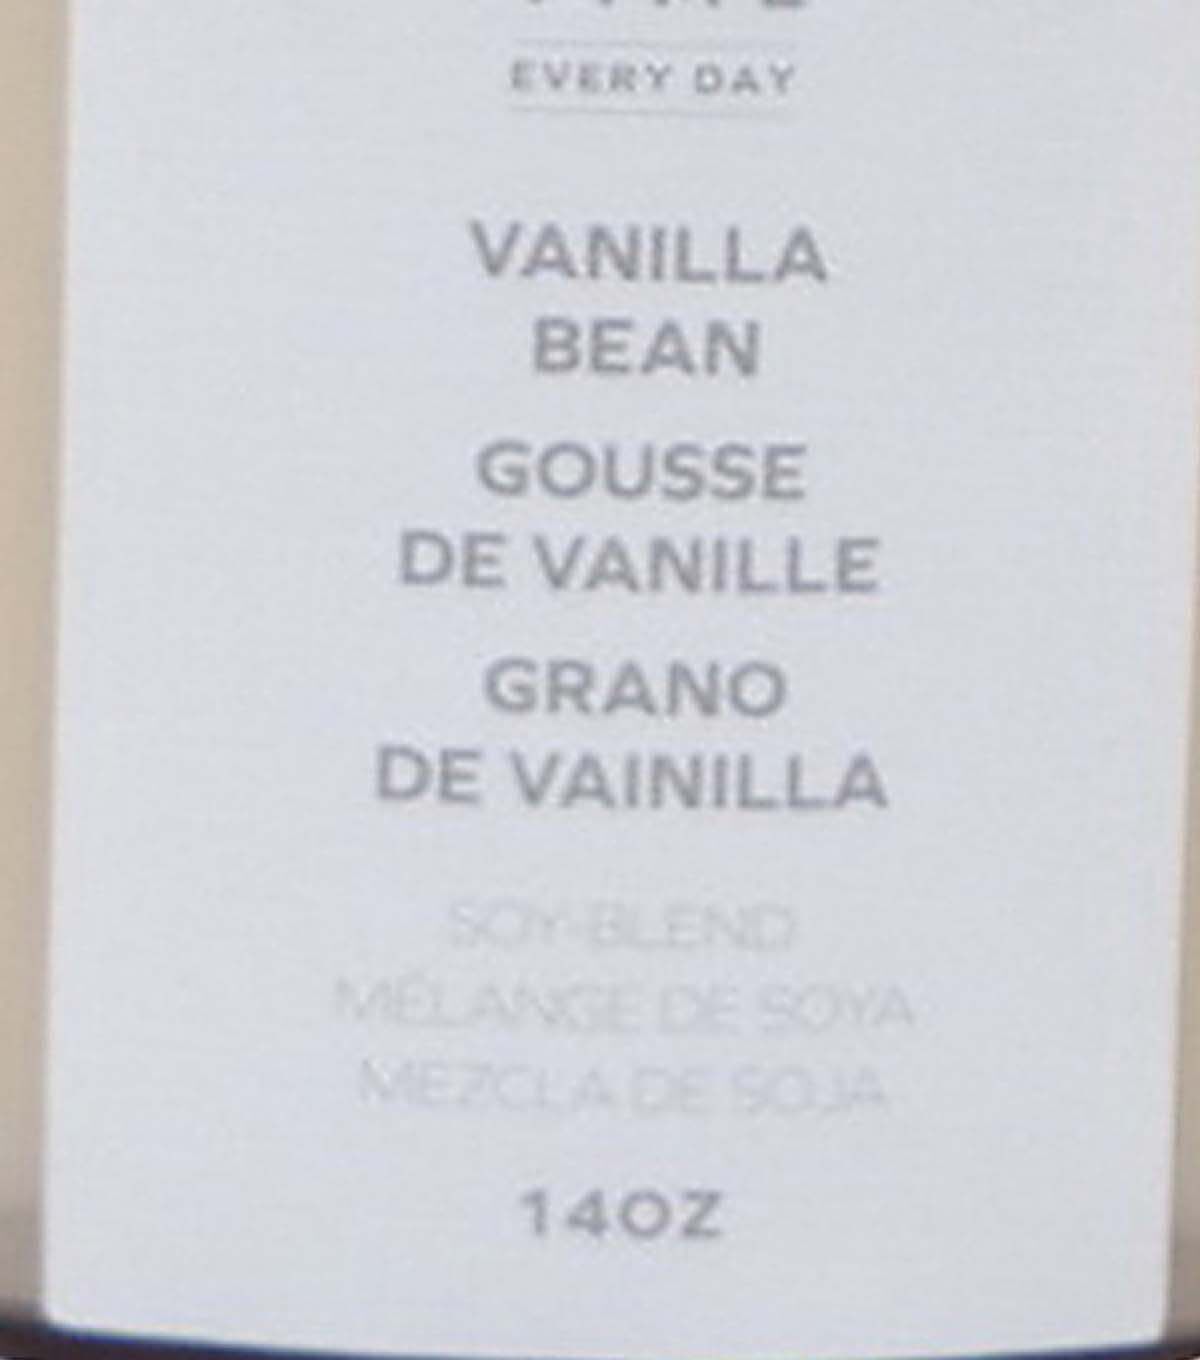 EVERY DAY
VANILLA
BEAN
GOUSSE
DE VANILLE
GRANO
DE VAINILLA
SOY-BLEND
MÉLANGE DE SOYA
MEZCLA DE SOJA
14OZ